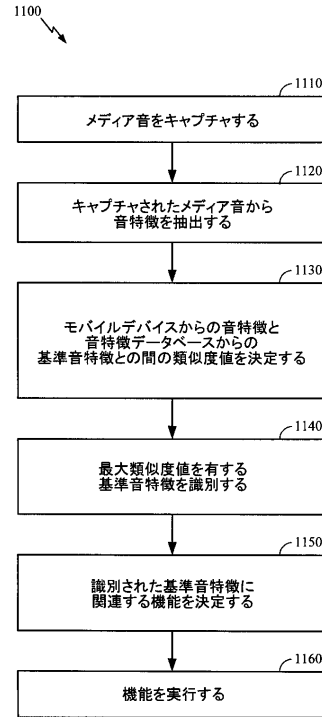 1100
1110
メディア音をキャプチャする
1120
キャプチャされたメディア音から
音特徴を抽出する
1130
モバイルデバイスからの音特徴と
音特徴データベースからの
基準音特徴との間の類似度値を決定する
1140
最大類似度値を有する
基準音特徴を識別する
1150
識別された基準音特徴に
関連する機能を決定する
1160
機能を実行する